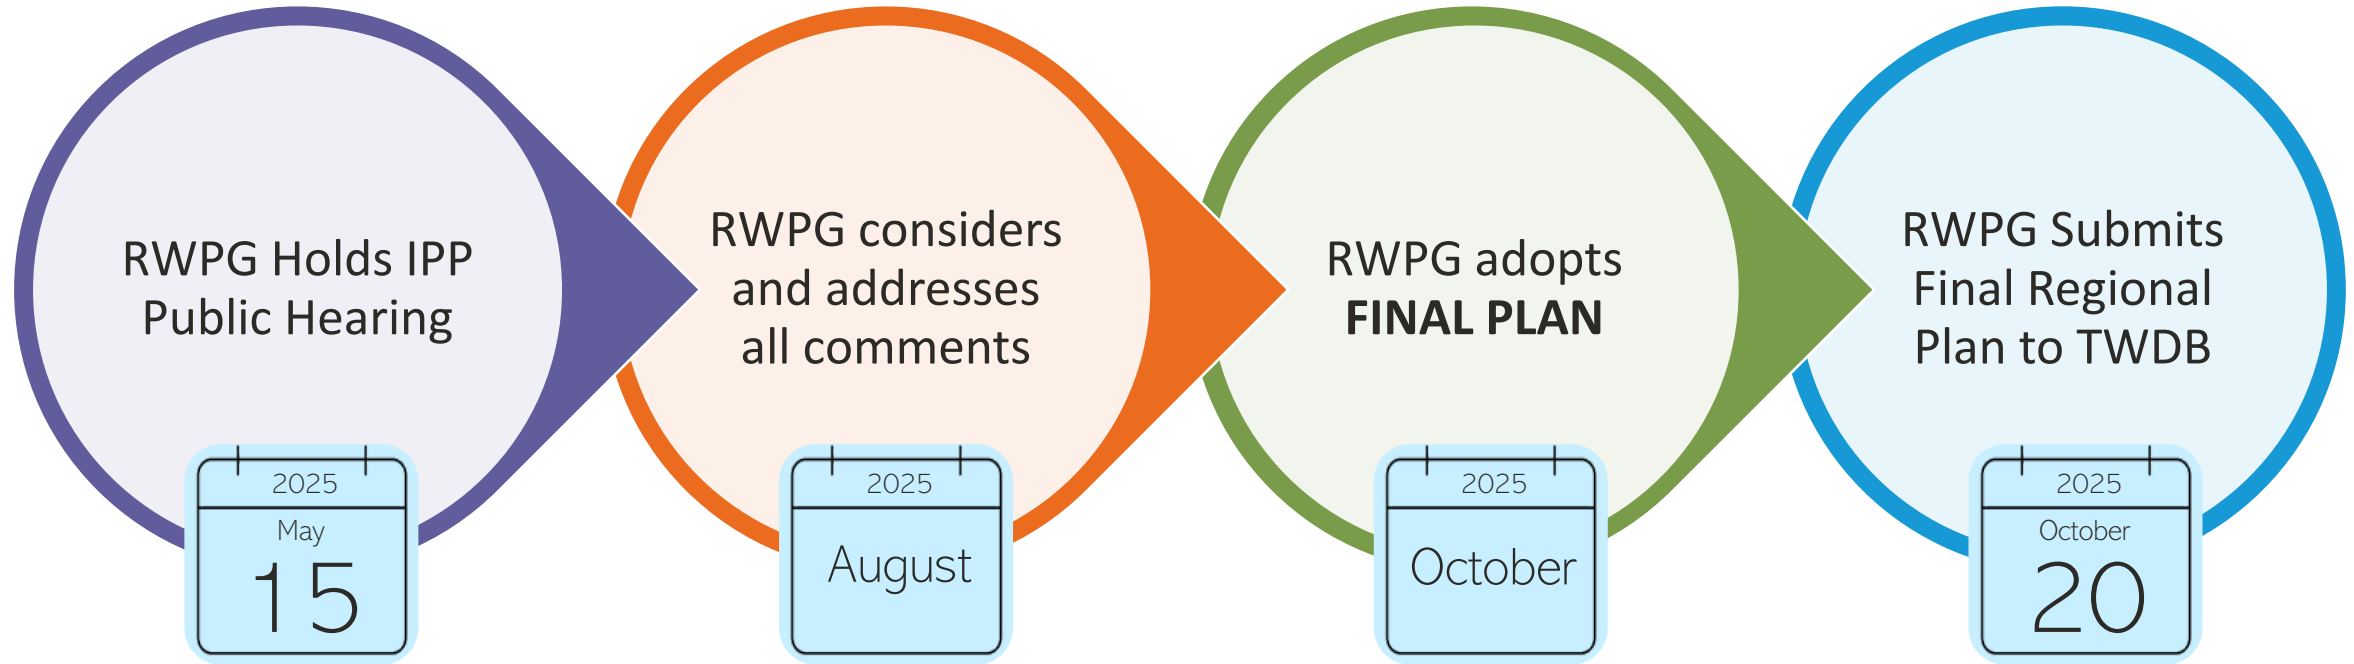 RWPG Holds IPP
Public Hearing
2025
May
15
RWPG considers
and addresses
all comments
2025
August
RWPG adopts
FINAL PLAN
2025
October
RWPG Submits
Final Regional
Plan to TWDB
2025
October
20